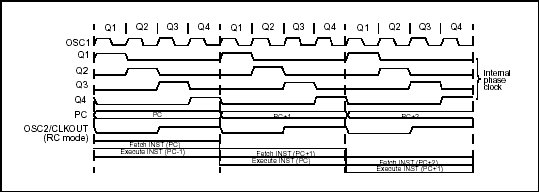 Q1 Q2 Q3 Q4 Q1 Q2 Q3 Q4 Q1 Q2 Q3 Q4
OSC1
Q1
Q2
Q3
Q4
Internal
phase
clock
PC PC PC+1 PC+2
OSC2/CLKOUT
(RC mode)
Fetch INST (PC)
Execute INST (PC-1) Fetch INST (PC+1)
Execute INST (PC) Fetch INST (PC+2)
Execute INST (PC+1)